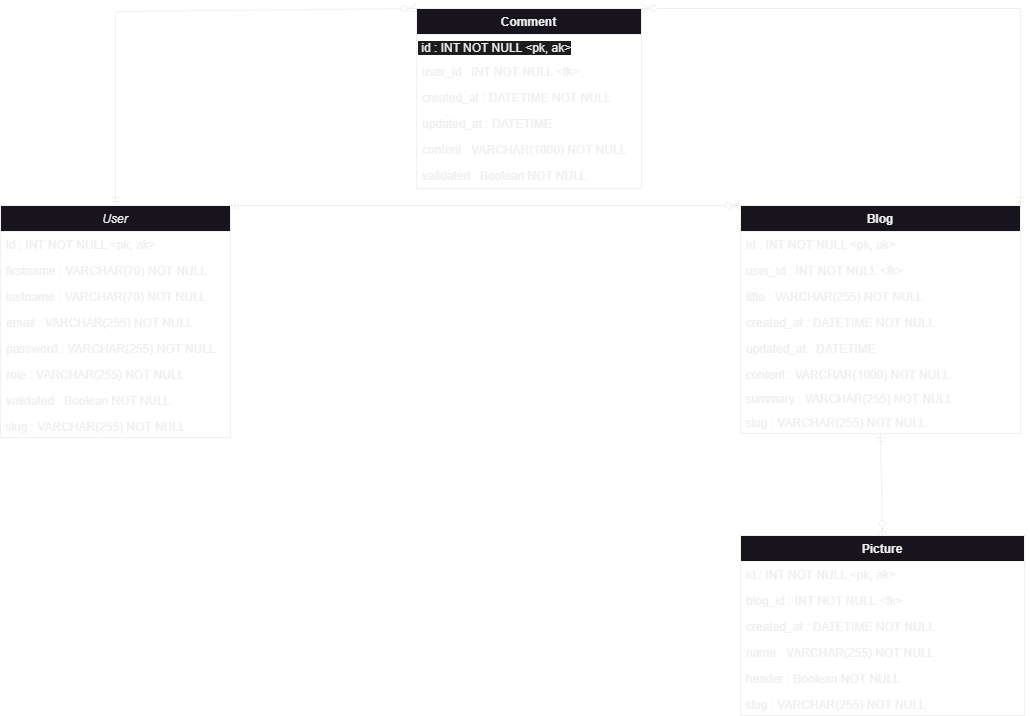 Comment
id : INT NOT NULL <pk, ak>
user_id : INT NOT NULL <fk>
created_at : DATETIME NOT NULL
updated_at : DATETIME
content : VARCHAR(1000) NOT NULL
validated : Boolean NOT NULL
User
id : INT NOT NULL <pk, ak>
firstname : VARCHAR(70) NOT NULL
lastname : VARCHAR(70) NOT NULL
email : VARCHAR(255) NOT NULL
password : VARCHAR(255) NOT NULL
role : VARCHAR(255) NOT NULL
validated : Boolean NOT NULL
slug : VARCHAR(255) NOT NULL
Blog
id : INT NOT NULL <pk, ak>
user_id : INT NOT NULL <fk>
title : VARCHAR(255) NOT NULL
created_at : DATETIME NOT NULL
updated_at : DATETIME
content : VARCHAR(1000) NOT NULL
summary : VARCHAR(255) NOT NULL
slug : VARCHAR(255) NOT NULL
Picture
id : INT NOT NULL <pk, ak>
blog_id : INT NOT NULL <fk>
created_at : DATETIME NOT NULL
name : VARCHAR(255) NOT NULL
header : Boolean NOT NULL
slug : VARCHAR(255) NOT NULL